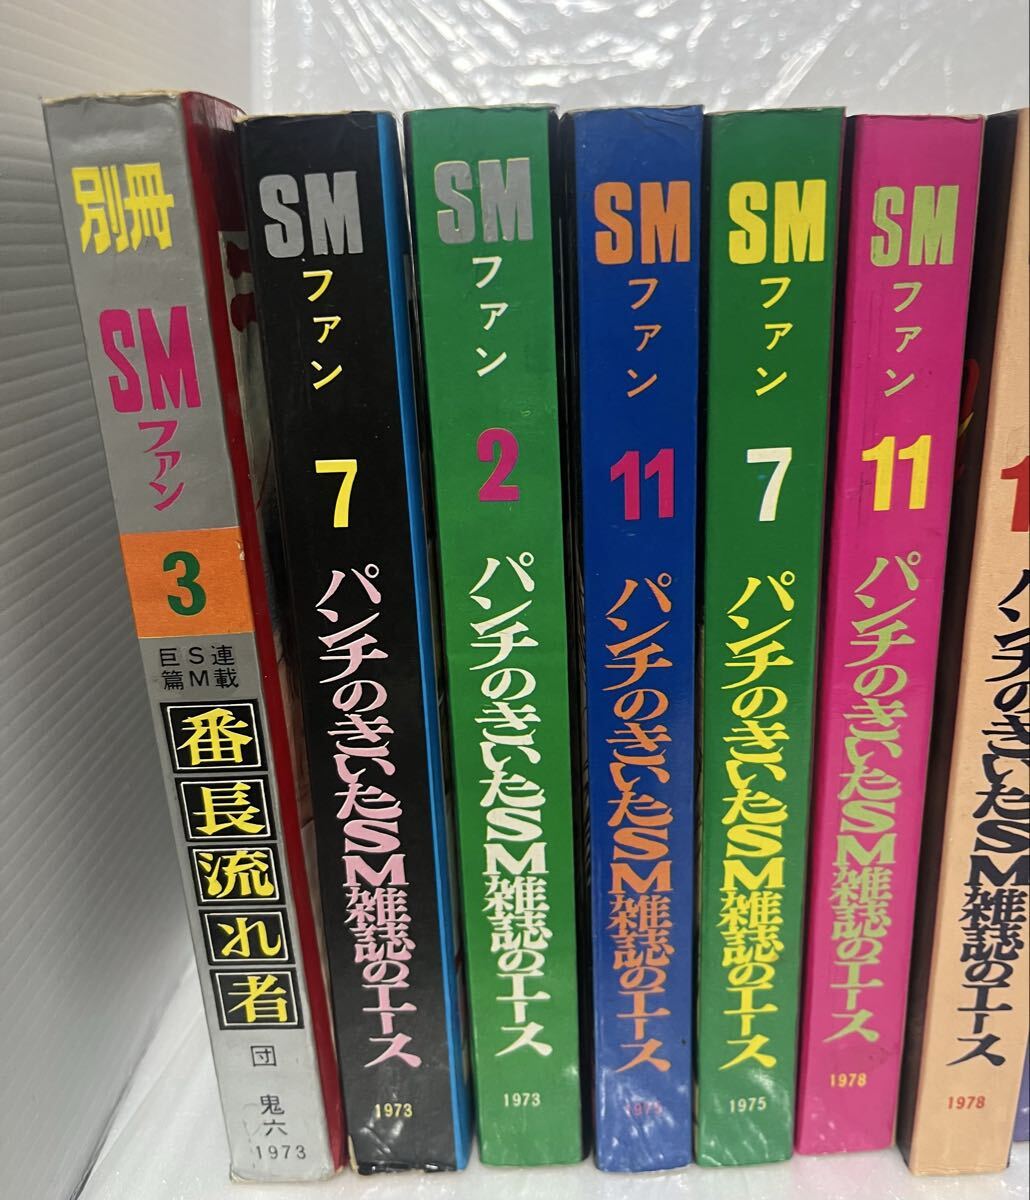 別冊
SM
ファン
3
連載
SM
巨篇
番長流れ者
団 鬼六
1973
SM
ファン
7
パンチのきいたSM雑誌のエース
1973
SM
ファン
2
パンチのきいたSM雑誌のエース
1973
SM
ファン
11
パンチのきいたSM雑誌のエース
SM
ファン
7
パンチのきいたSM雑誌のエース
1975
SM
ファン
11
パンチのきいたSM雑誌のエース
1978
パンチのきいたSM雑誌のエース
1978